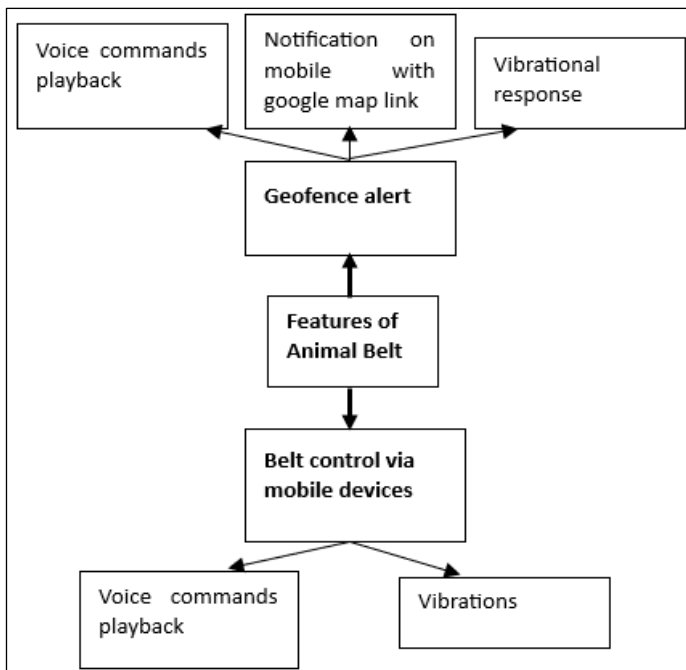 Voice commands
playback
Notification on
mobile with
google map link
Vibrational
response
Geofence alert
Features of
Animal Belt
Belt control via
mobile devices
Voice commands
playback
Vibrations